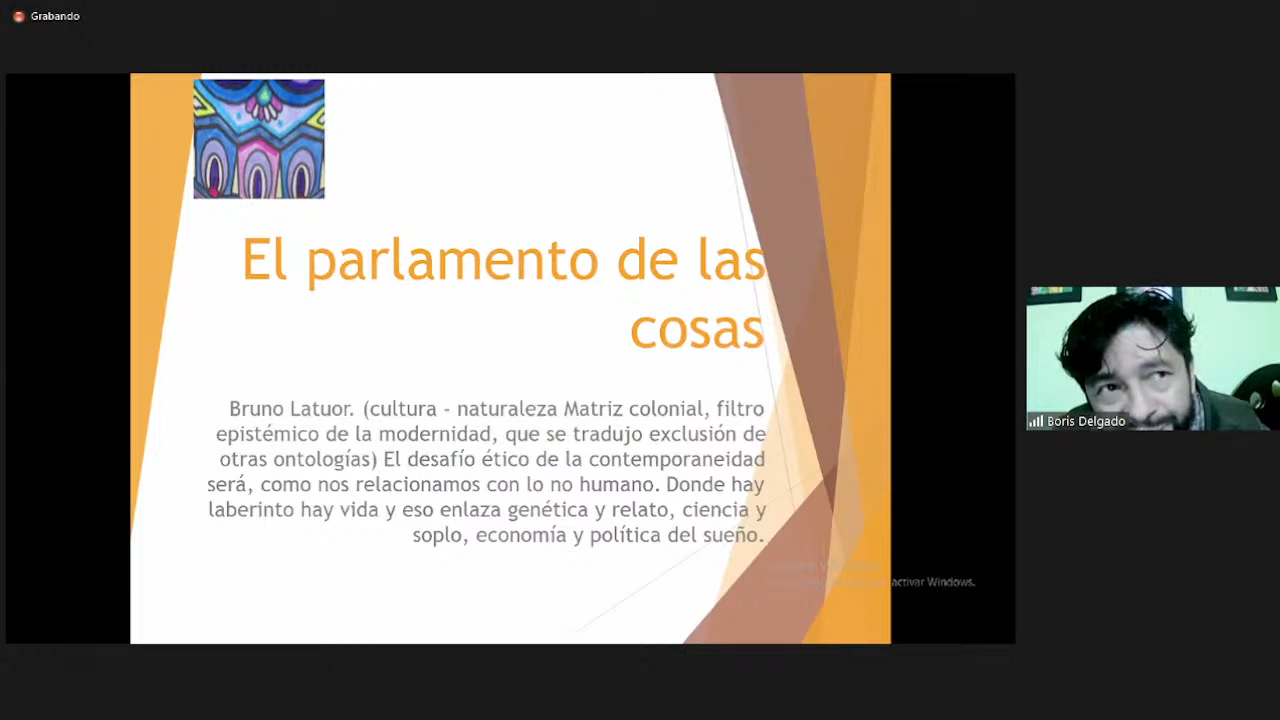 Grabando
El parlamento de las
cosas
Bruno Latuor. (cultura - naturaleza Matriz colonial, filtro
epistémico de la modernidad, que se tradujo exclusión de
otras ontologías) El desafío ético de la contemporaneidad
será, como nos relacionamos con lo no humano. Donde hay
laberinto hay vida y eso enlaza genética y relato, ciencia y
soplo, economía y política del sueño.
activar Windows.
Boris Delgado